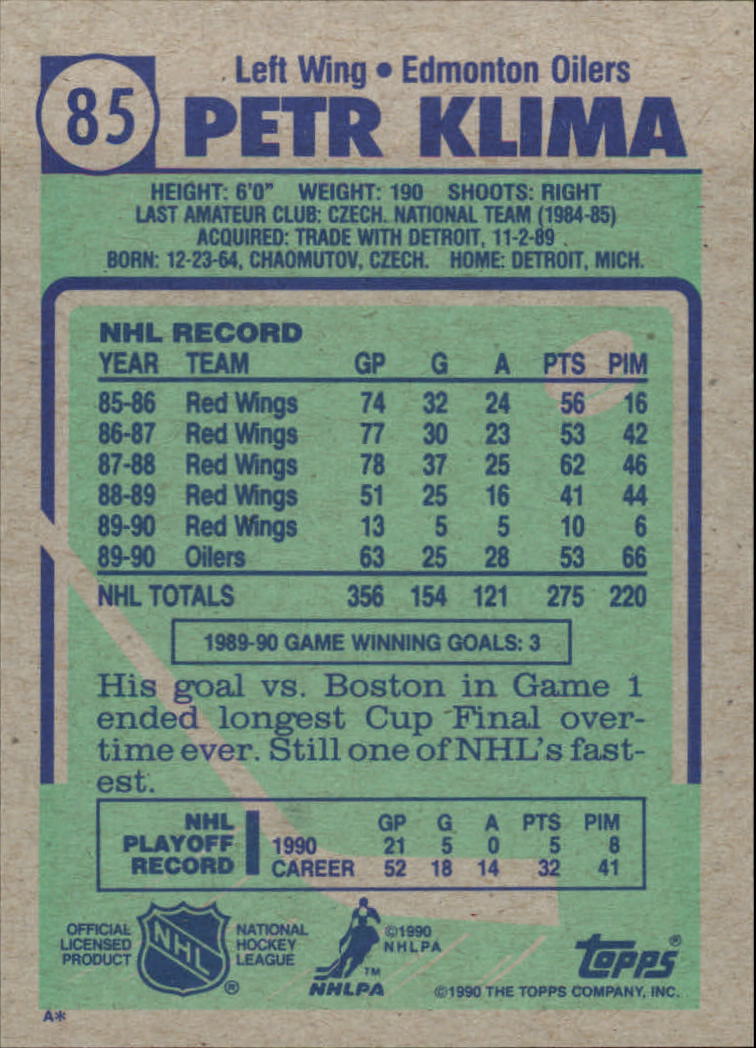 85
Left Wing • Edmonton Oilers
PETR KLIMA
HEIGHT: 6'0" WEIGHT: 190 SHOOTS: RIGHT
LAST AMATEUR CLUB: CZECH. NATIONAL TEAM (1984-85)
ACQUIRED: TRADE WITH DETROIT, 11-2-89
BORN: 12-23-64, CHAOMUTOV, CZECH. HOME: DETROIT, MICH.
NHL RECORD
YEAR TEAM GP G A PTS PIM
85-86 Red Wings 74 32 24 56 16
86-87 Red Wings 77 30 23 53 42
87-88 Red Wings 78 37 25 62 46
88-89 Red Wings 51 25 16 41 44
89-90 Red Wings 13 5 5 10 6
89-90 Oilers 63 25 28 53 66
NHL TOTALS 356 154 121 275 220
1989-90 GAME WINNING GOALS: 3
His goal vs. Boston in Game 1
ended longest Cup Final over-
time ever. Still one of NHL's fast-
est.
NHL PLAYOFF RECORD
GP G A PTS PIM
1990 21 5 0 5 8
CAREER 52 18 14 32 41
OFFICIAL
LICENSED
PRODUCT
NHL
®
NATIONAL
HOCKEY
LEAGUE
©1990
NHLPA
TM
NHLPA
TOPPS®
©1990 THE TOPPS COMPANY, INC.
A*